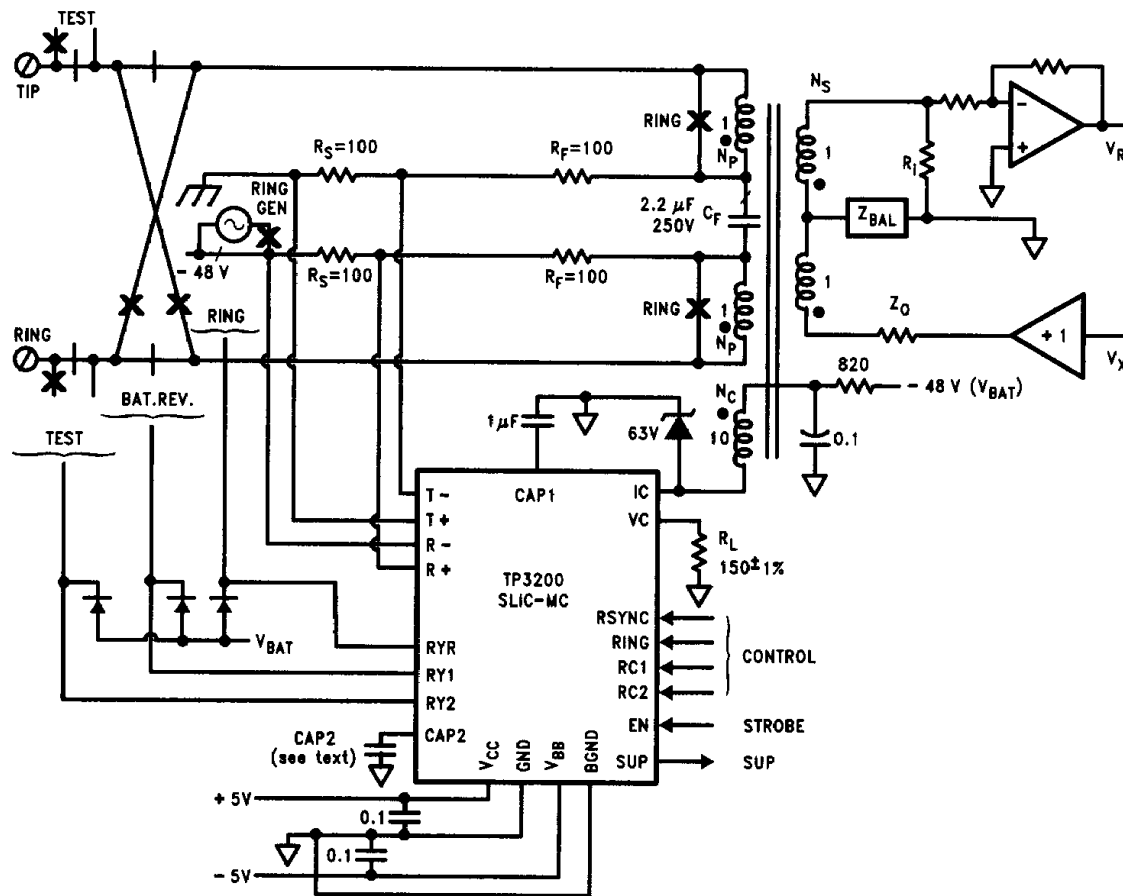 TEST
TIP
N_S
RING
1
N_P
1
R_i
V_R
R_S=100
R_F=100
RING GEN
2.2 μF
250V
C_F
Z_BAL
- 48 V
R_S=100
R_F=100
RING
RING
1
N_P
1
Z_O
+1
V_X
RING
BAT.REV.
TEST
820
- 48 V (V_BAT)
N_C
10
0.1
1μF
63V
CAP1
T -
T +
R -
R +
IC
VC
R_L
150±1%
TP3200
SLIC-MC
V_BAT
RYR
RY1
RY2
RSYNC
RING
RC1
RC2
CONTROL
EN
STROBE
CAP2
CAP2
(see text)
V_CC
GND
V_BB
BGND
SUP
SUP
+ 5V
0.1
0.1
- 5V